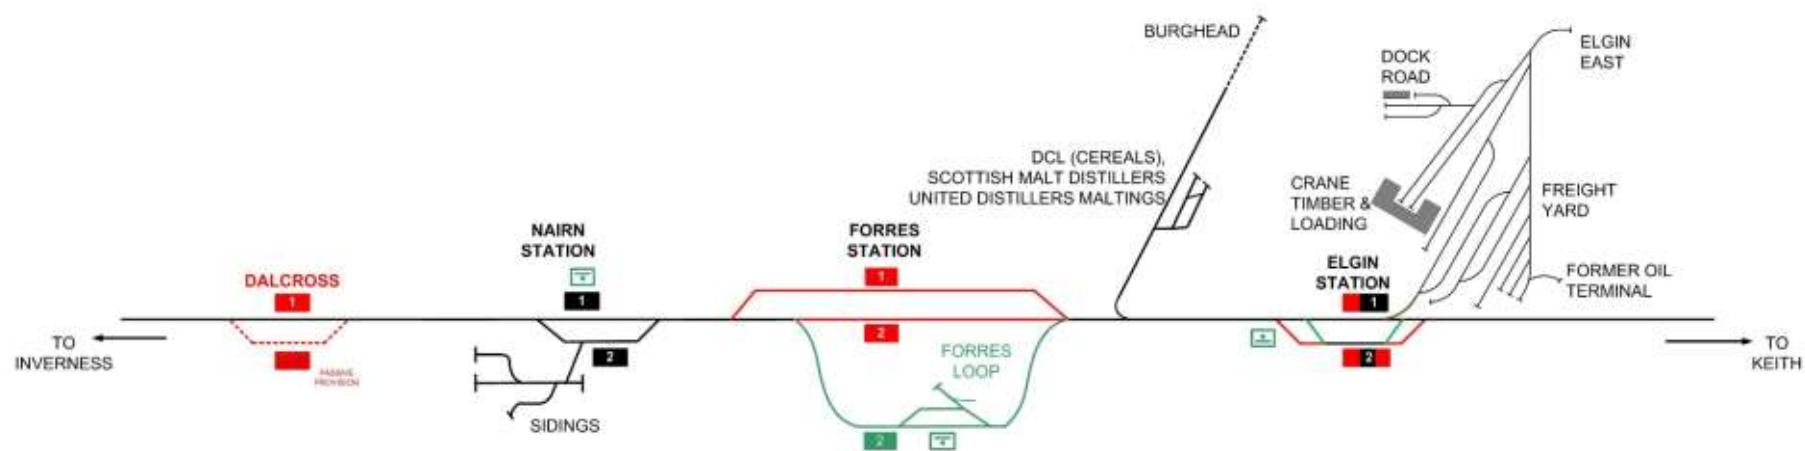 BURGHEAD
ELGIN
EAST
DOCK
ROAD
DCL (CEREALS),
SCOTTISH MALT DISTILLERS
UNITED DISTILLERS MALTINGS
CRANE
TIMBER &
LOADING
FREIGHT
YARD
NAIRN
STATION
FORRES
STATION
ELGIN
STATION
FORMER OIL
TERMINAL
DALCROSS
1
1
1
1
TO
INVERNESS
PASSIVE
PROVISION
2
2
2
FORRES
LOOP
TO
KEITH
SIDINGS
2